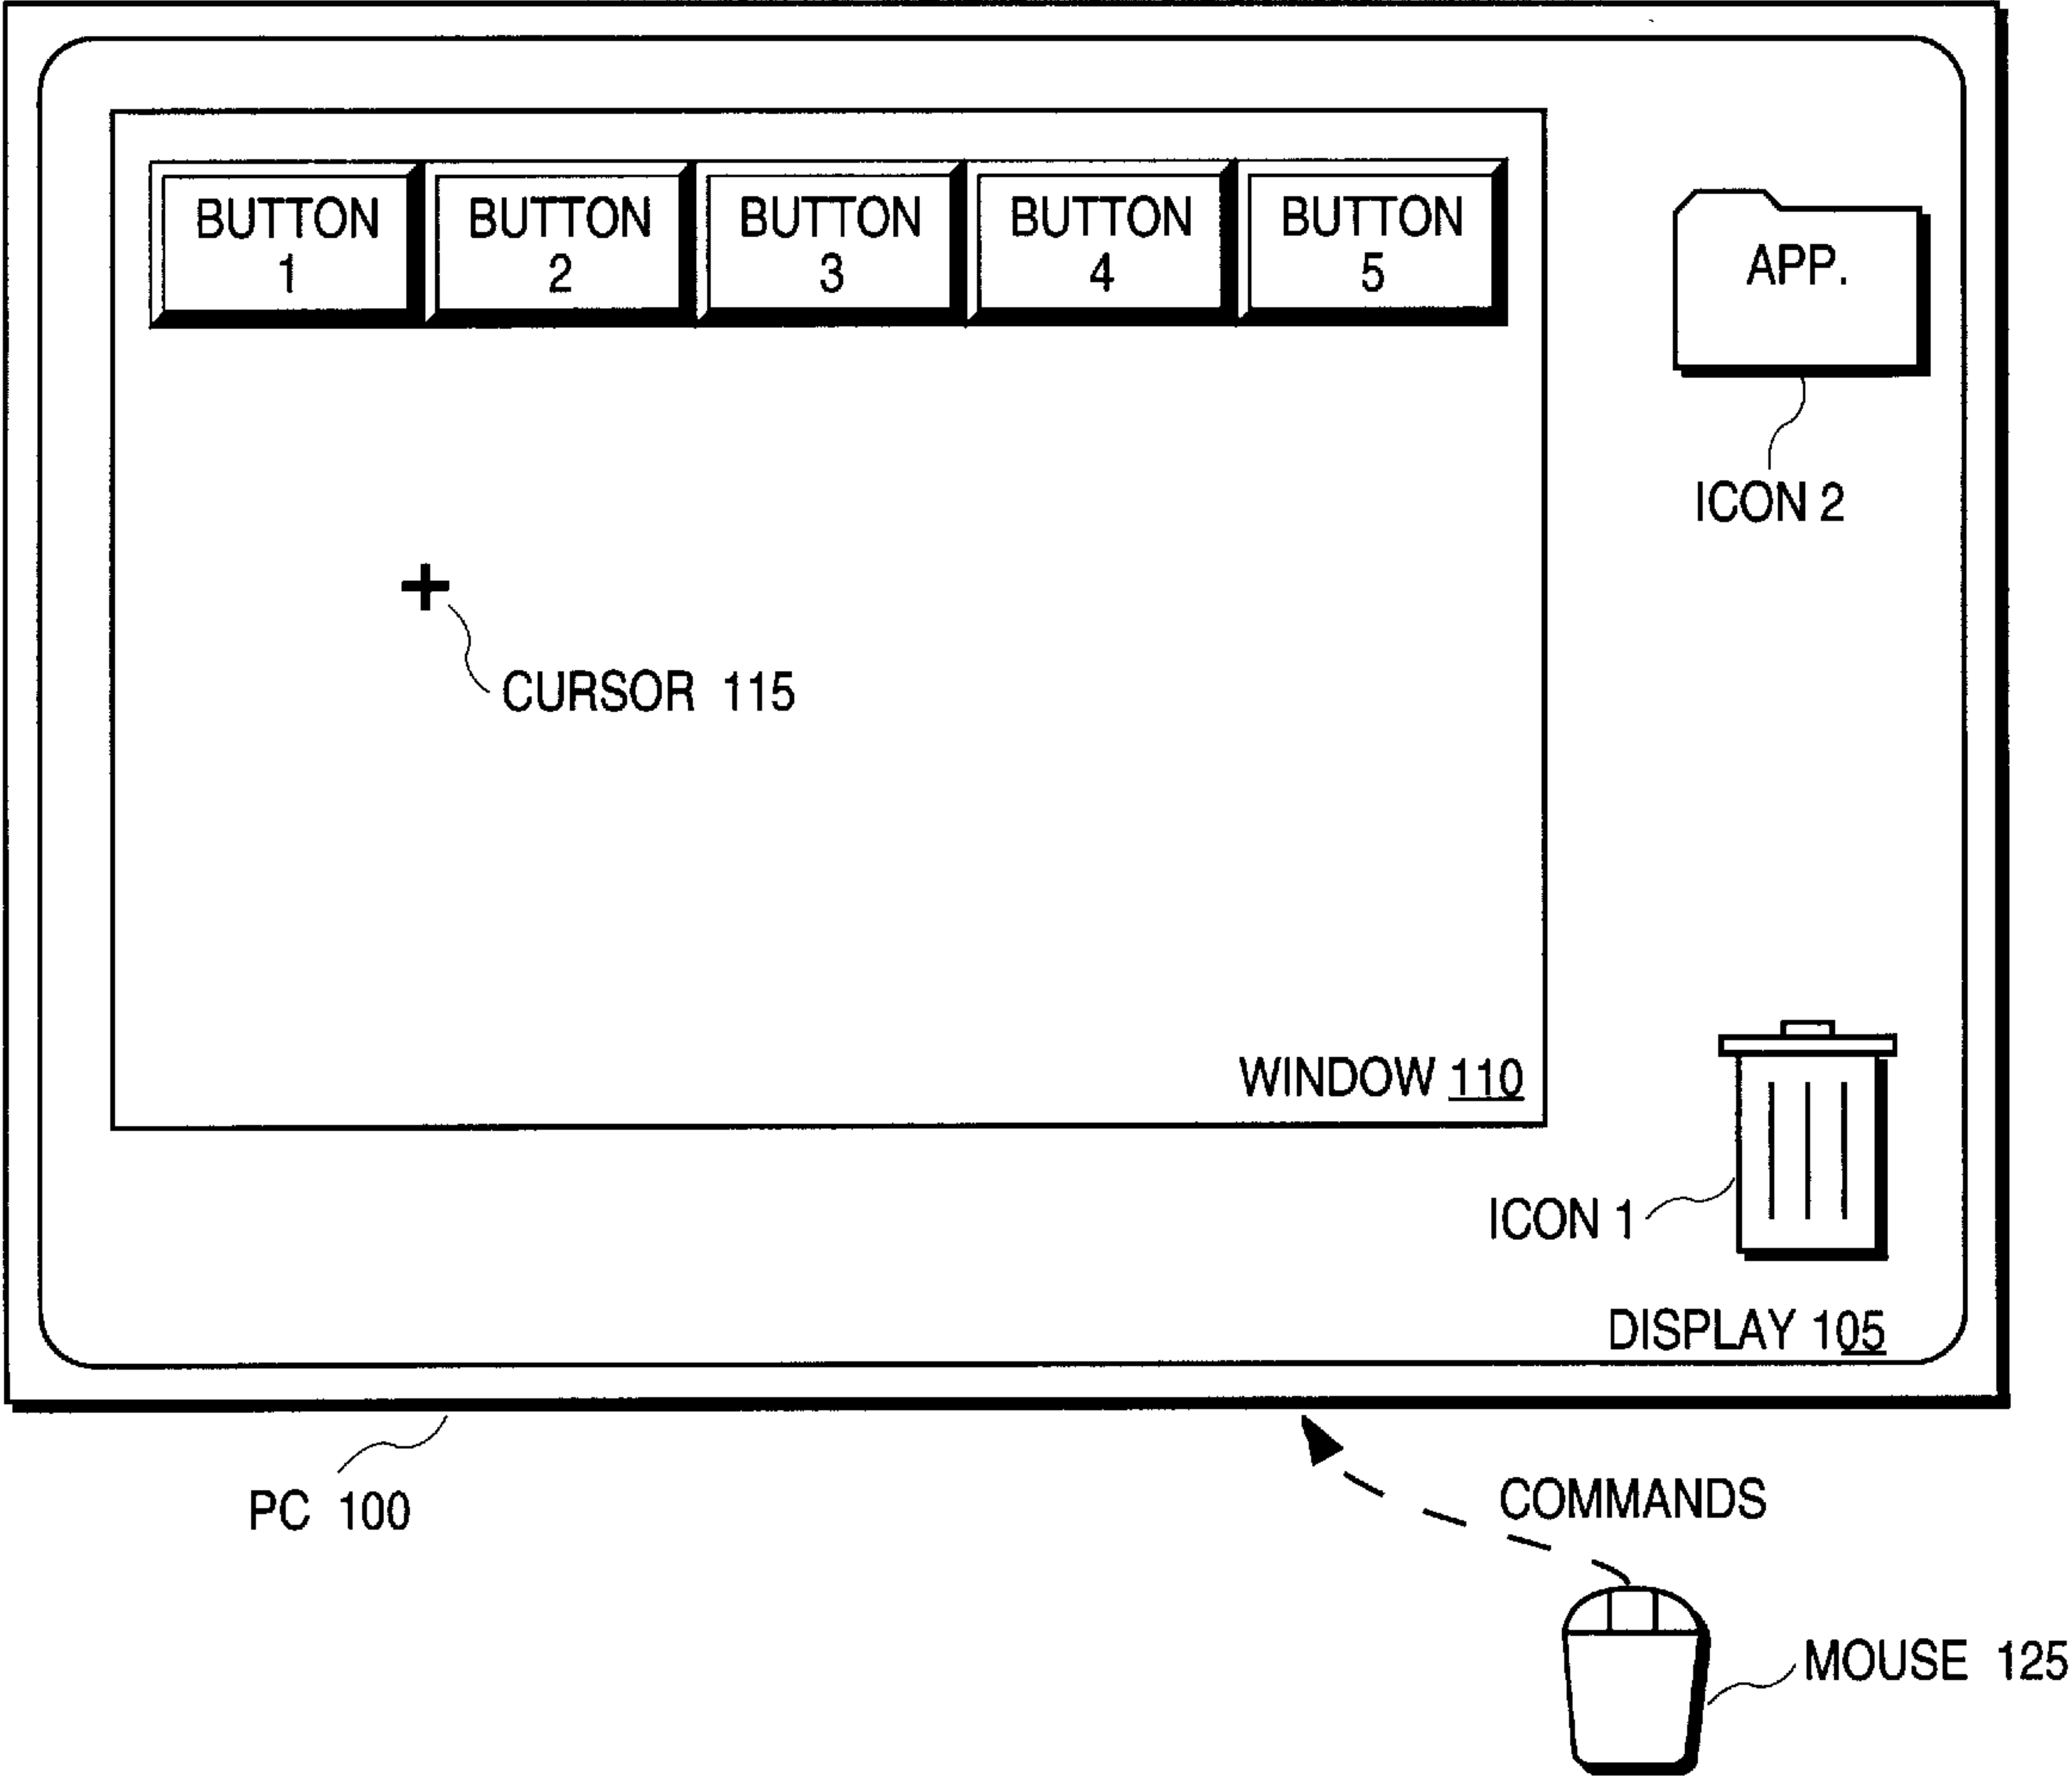 BUTTON
1
BUTTON
2
BUTTON
3
BUTTON
4
BUTTON
5
APP.
ICON 2
CURSOR 115
WINDOW 110
ICON 1
DISPLAY 105
PC 100
COMMANDS
MOUSE 125